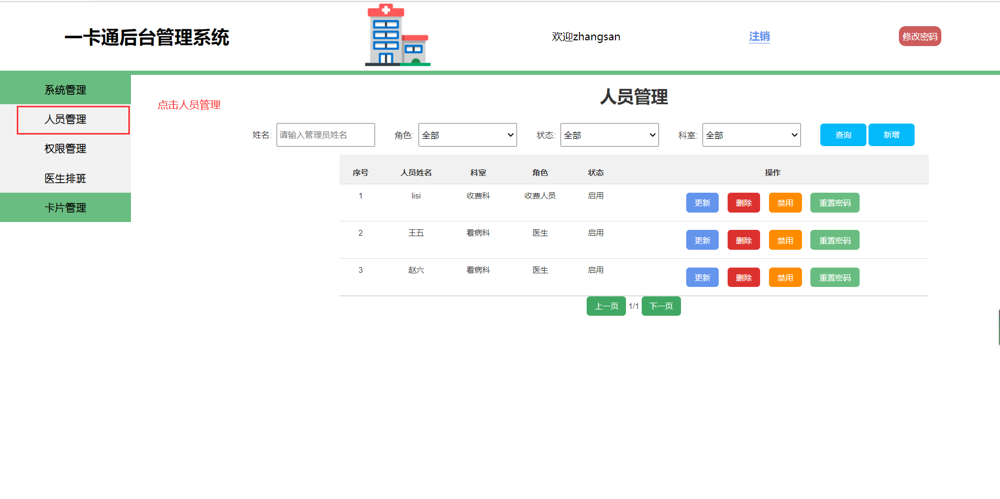 一卡通后台管理系统
欢迎zhangsan
注销
修改密码
系统管理
人员管理
权限管理
医生排班
卡片管理
点击人员管理
人员管理
姓名: 请输入管理员姓名 角色: 全部 状态: 全部 科室: 全部 查询 新增
序号 人员姓名 科室 角色 状态 操作
1 lisi 收费科 收费人员 启用 更新 删除 禁用 重置密码
2 王五 看病科 医生 启用 更新 删除 禁用 重置密码
3 赵六 看病科 医生 启用 更新 删除 禁用 重置密码
上一页 1/1 下一页